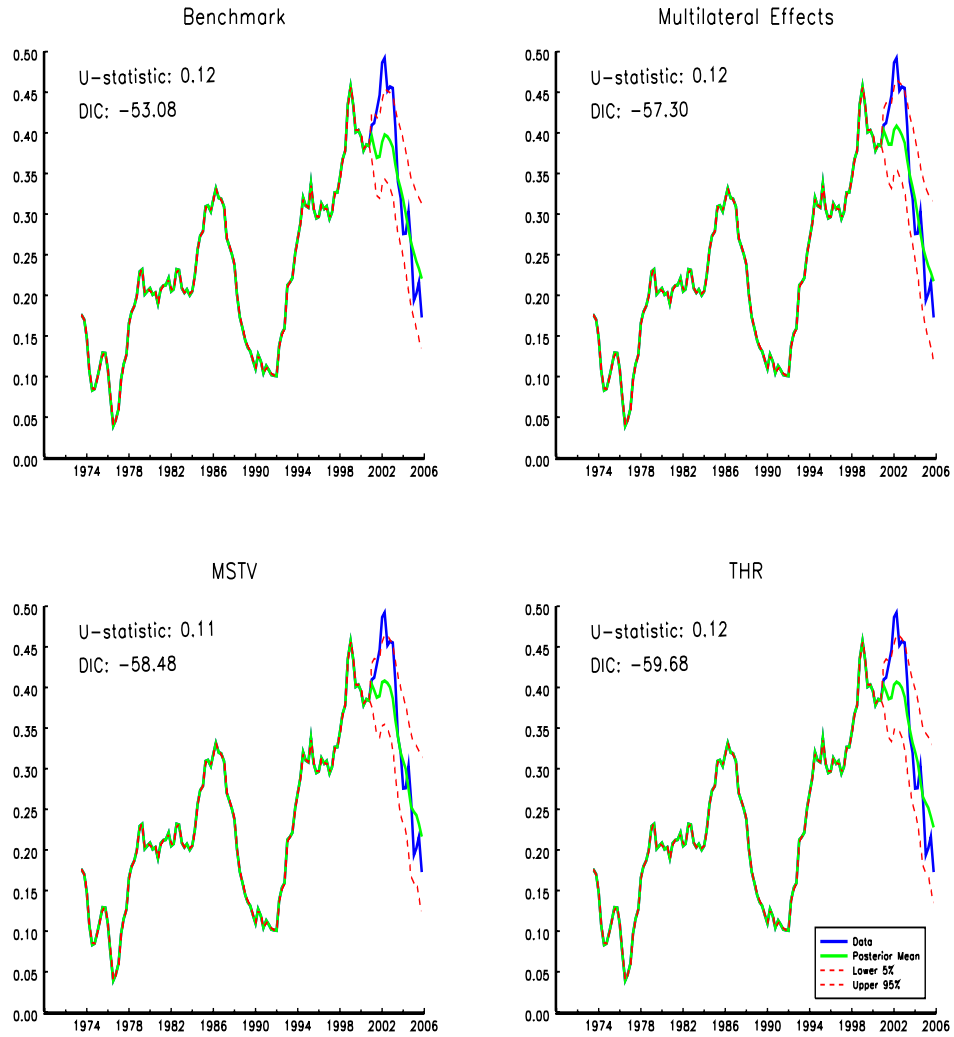 Benchmark
U-statistic: 0.12
DIC: -53.08
0.50
0.45
0.40
0.35
0.30
0.25
0.20
0.15
0.10
0.05
0.00
1974 1978 1982 1986 1990 1994 1998 2002 2006
Multilateral Effects
U-statistic: 0.12
DIC: -57.30
0.50
0.45
0.40
0.35
0.30
0.25
0.20
0.15
0.10
0.05
0.00
1974 1978 1982 1986 1990 1994 1998 2002 2006
MSTV
U-statistic: 0.11
DIC: -58.48
0.50
0.45
0.40
0.35
0.30
0.25
0.20
0.15
0.10
0.05
0.00
1974 1978 1982 1986 1990 1994 1998 2002 2006
THR
U-statistic: 0.12
DIC: -59.68
0.50
0.45
0.40
0.35
0.30
0.25
0.20
0.15
0.10
0.05
0.00
1974 1978 1982 1986 1990 1994 1998 2002 2006
Data
Posterior Mean
Lower 5%
Upper 95%